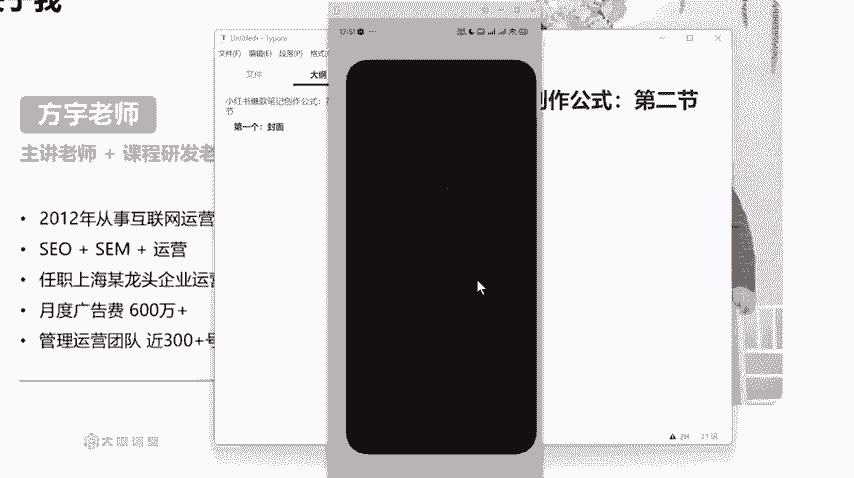 关于我
方宇老师
主讲老师 + 课程研发老
2012年从事互联网运营
SEO + SEM + 运营
任职上海某龙头企业运营
月度广告费 600万+
管理运营团队 近300+号
Untitled - Typora
文件(F) 编辑(E) 段落(P) 格式(O)
文件 大纲
小红书爆款笔记创作公式:第
节
第一个:封面
17:51
创作公式:第二节
21 词